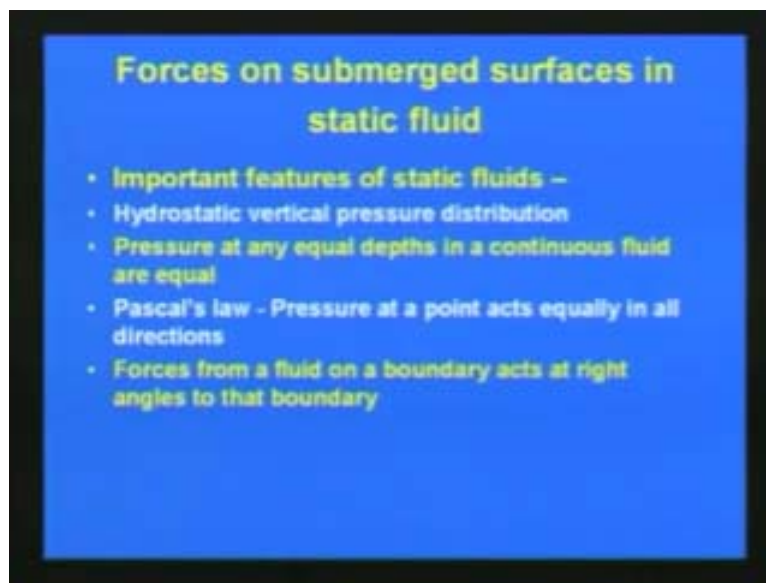 Forces on submerged surfaces in
static fluid
• Important features of static fluids –
• Hydrostatic vertical pressure distribution
• Pressure at any equal depths in a continuous fluid
are equal
• Pascal's law - Pressure at a point acts equally in all
directions
• Forces from a fluid on a boundary acts at right
angles to that boundary